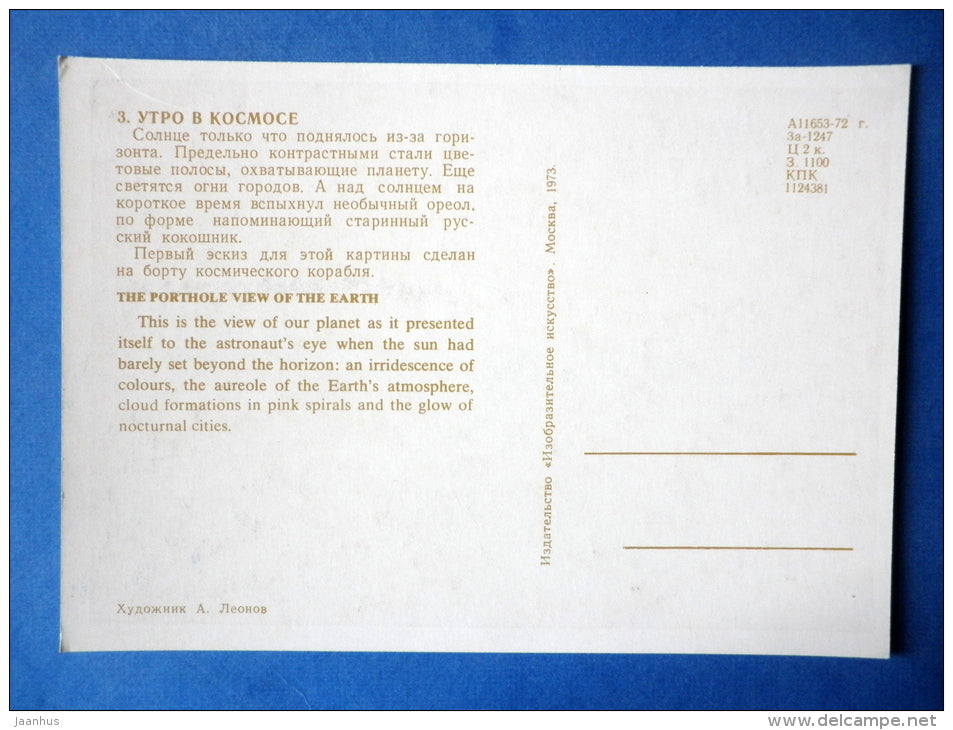 3. УТРО В КОСМОСЕ
Солнце только что поднялось из-за гори-
зонта. Предельно контрастными стали цве-
товые полосы, охватывающие планету. Еще
светятся огни городов. А над солнцем на
короткое время вспыхнул необычный ореол,
по форме напоминающий старинный рус-
ский кокошник.
Первый эскиз для этой картины сделан
на борту космического корабля.
THE PORTHOLE VIEW OF THE EARTH
This is the view of our planet as it presented
itself to the astronaut's eye when the sun had
barely set beyond the horizon: an irridescence of
colours, the aureole of the Earth's atmosphere,
cloud formations in pink spirals and the glow of
nocturnal cities.
Художник А. Леонов
Издательство «Изобразительное искусство». Москва, 1973.
А11653-72 г.
За-1247
Ц 2 к.
З. 1100
КПК
1124381
jaanhus
www.delcampe.net